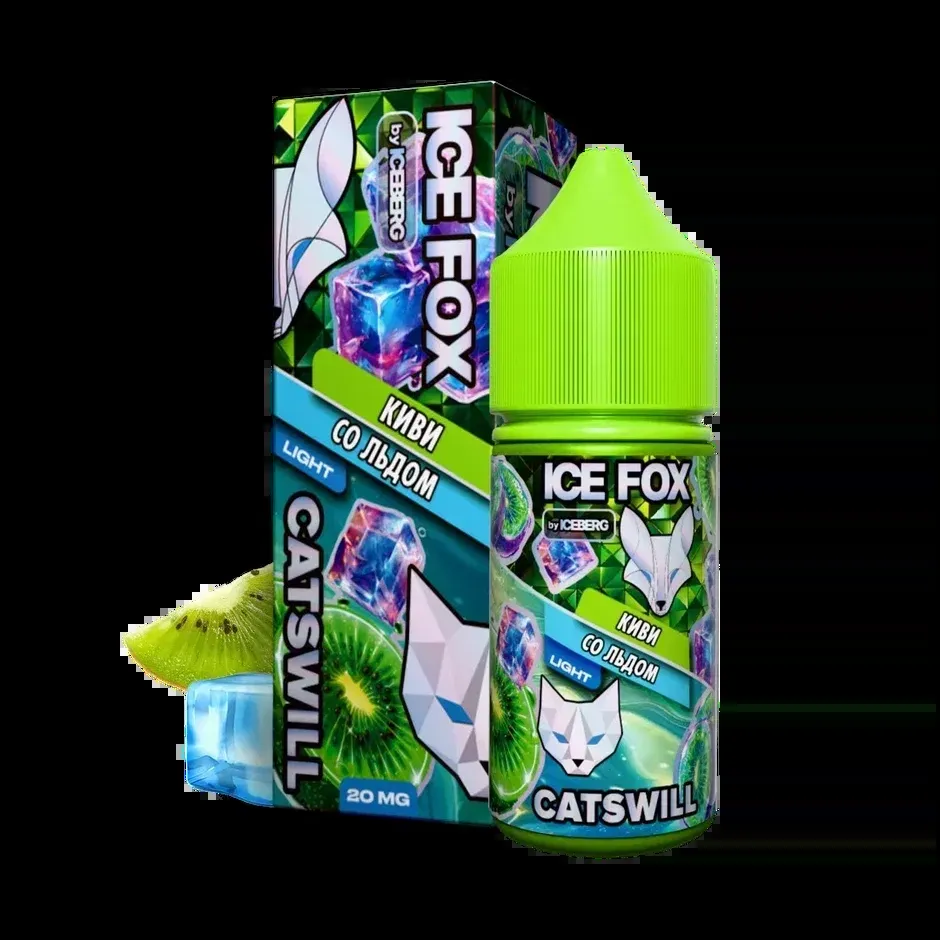 ICE FOX
by ICEBERG
КИВИ
СО ЛЬДОМ
LIGHT
CATSWILL
20 MG
by
ICE FOX
by ICEBERG
КИВИ
СО ЛЬДОМ
LIGHT
CATSWILL